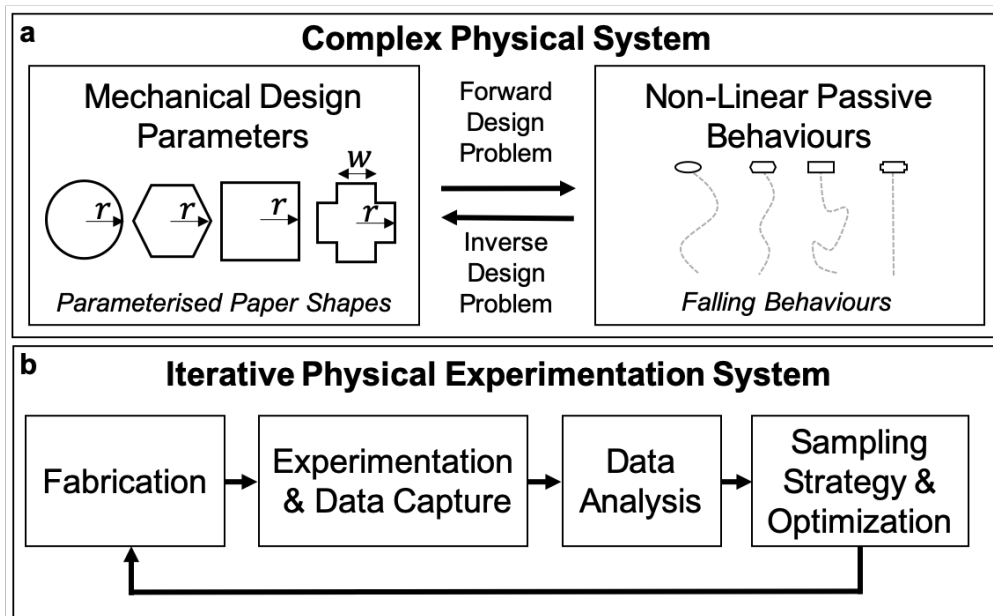 a
Complex Physical System
Mechanical Design
Parameters
w
r
r
r
r
Parameterised Paper Shapes
Forward
Design
Problem
Inverse
Design
Problem
Non-Linear Passive
Behaviours
Falling Behaviours
b
Iterative Physical Experimentation System
Fabrication
Experimentation
& Data Capture
Data
Analysis
Sampling
Strategy &
Optimization